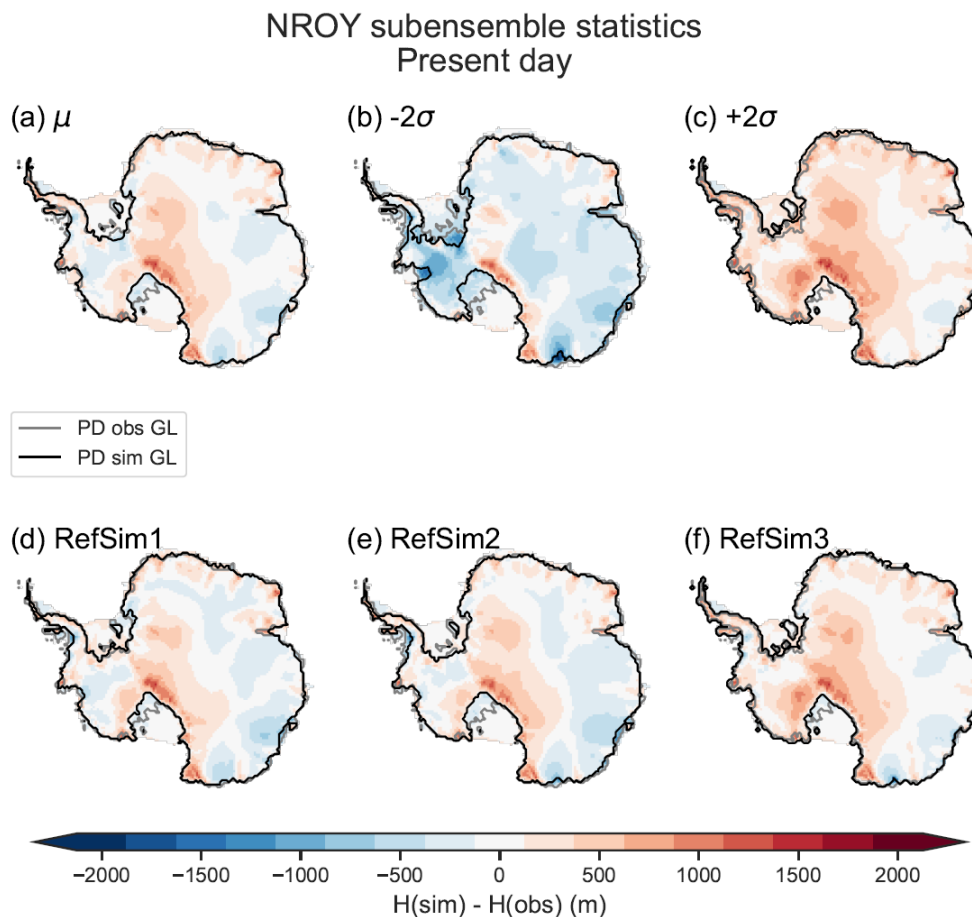 NROY subensemble statistics
Present day
(a) μ
(b) -2σ
(c) +2σ
PD obs GL
PD sim GL
(d) RefSim1
(e) RefSim2
(f) RefSim3
−2000 −1500 −1000 −500 0 500 1000 1500 2000
H(sim) - H(obs) (m)